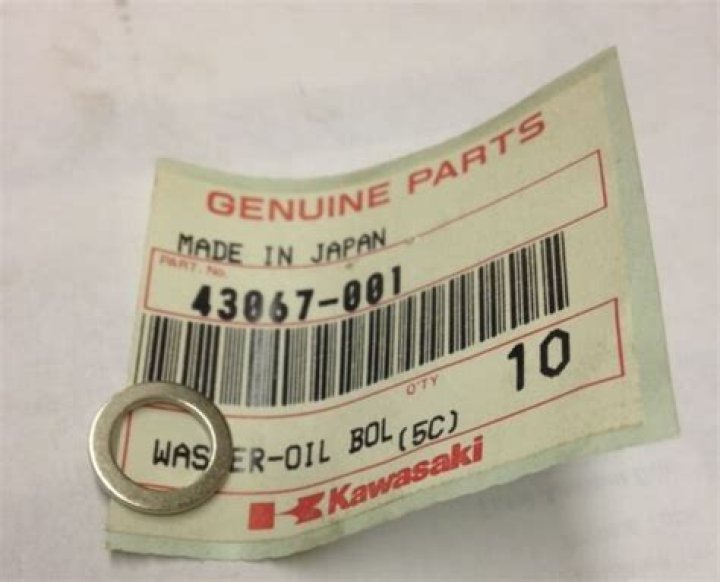 GENUINE PARTS
MADE IN JAPAN
PART. No.
43067-001
Q'TY 10
WAS ER-OIL BOL (5C)
Kawasaki